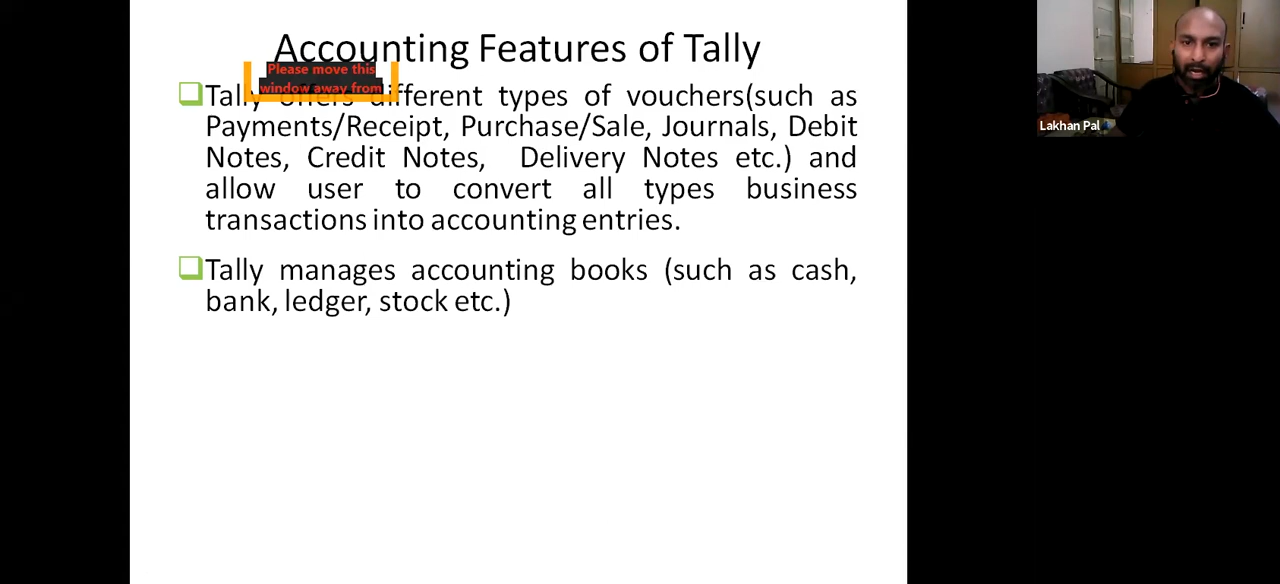 Accounting Features of Tally
Please move this
window away from
Tally offers different types of vouchers(such as
Payments/Receipt, Purchase/Sale, Journals, Debit
Notes, Credit Notes, Delivery Notes etc.) and
allow user to convert all types business
transactions into accounting entries.
Tally manages accounting books (such as cash,
bank, ledger, stock etc.)
Lakhan Pal